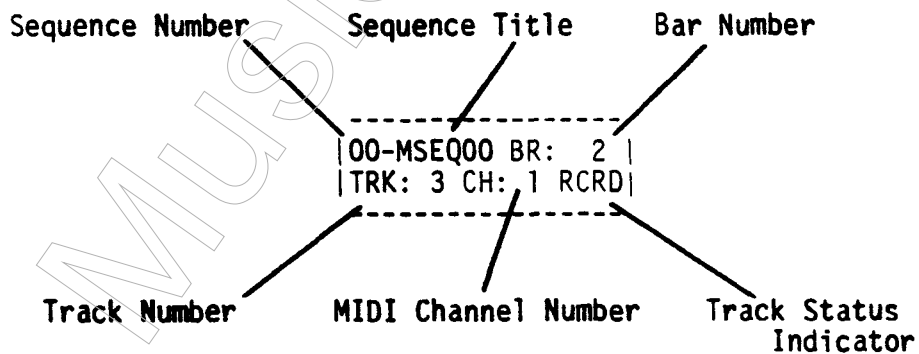 Sequence Number Sequence Title Bar Number
00-MSEQ00 BR: 2
TRK: 3 CH: 1 RCRD
Track Number MIDI Channel Number Track Status
Indicator